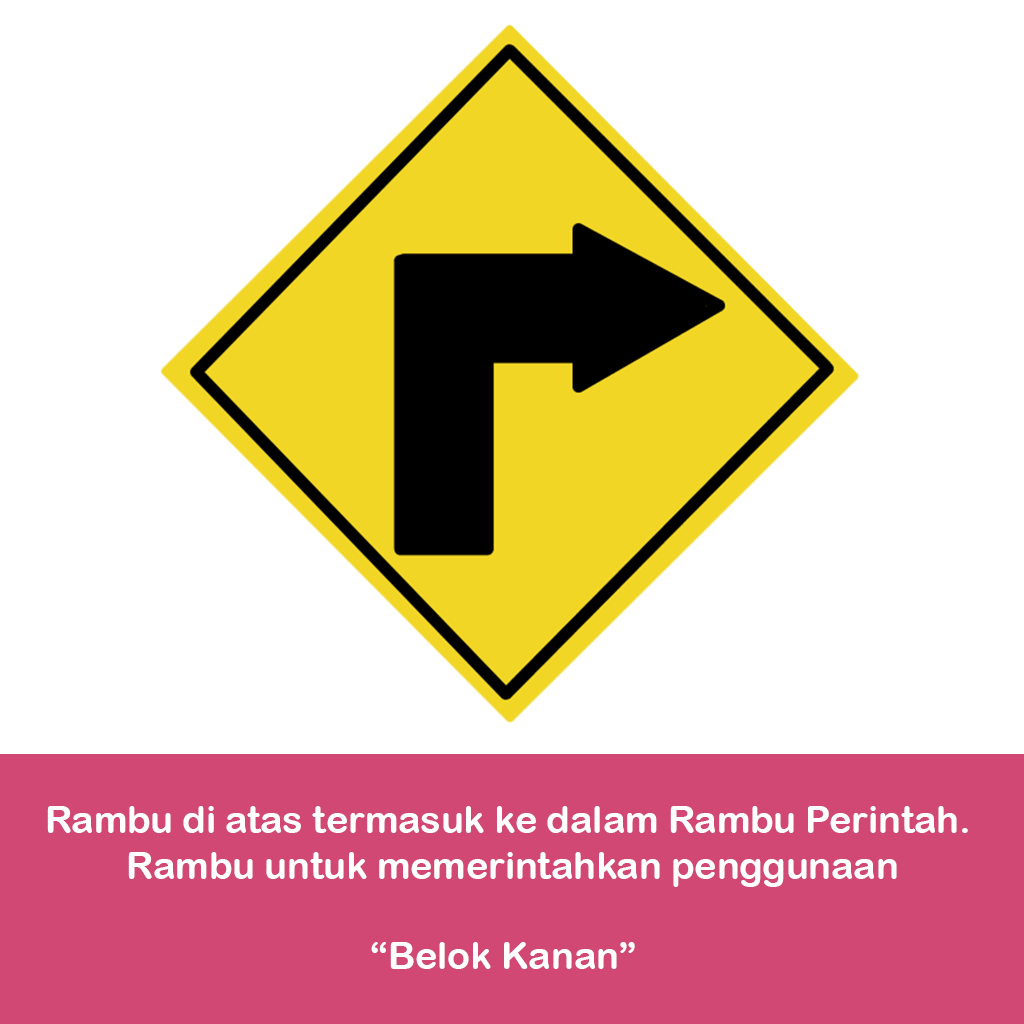 Rambu di atas termasuk ke dalam Rambu Perintah.
Rambu untuk memerintahkan penggunaan
“Belok Kanan”